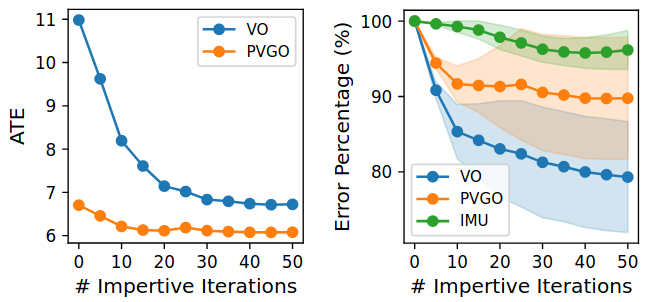 ATE
11
10
9
8
7
6
0 10 20 30 40 50
# Impertive Iterations
VO
PVGO
Error Percentage (%)
100
90
80
0 10 20 30 40 50
# Impertive Iterations
VO
PVGO
IMU